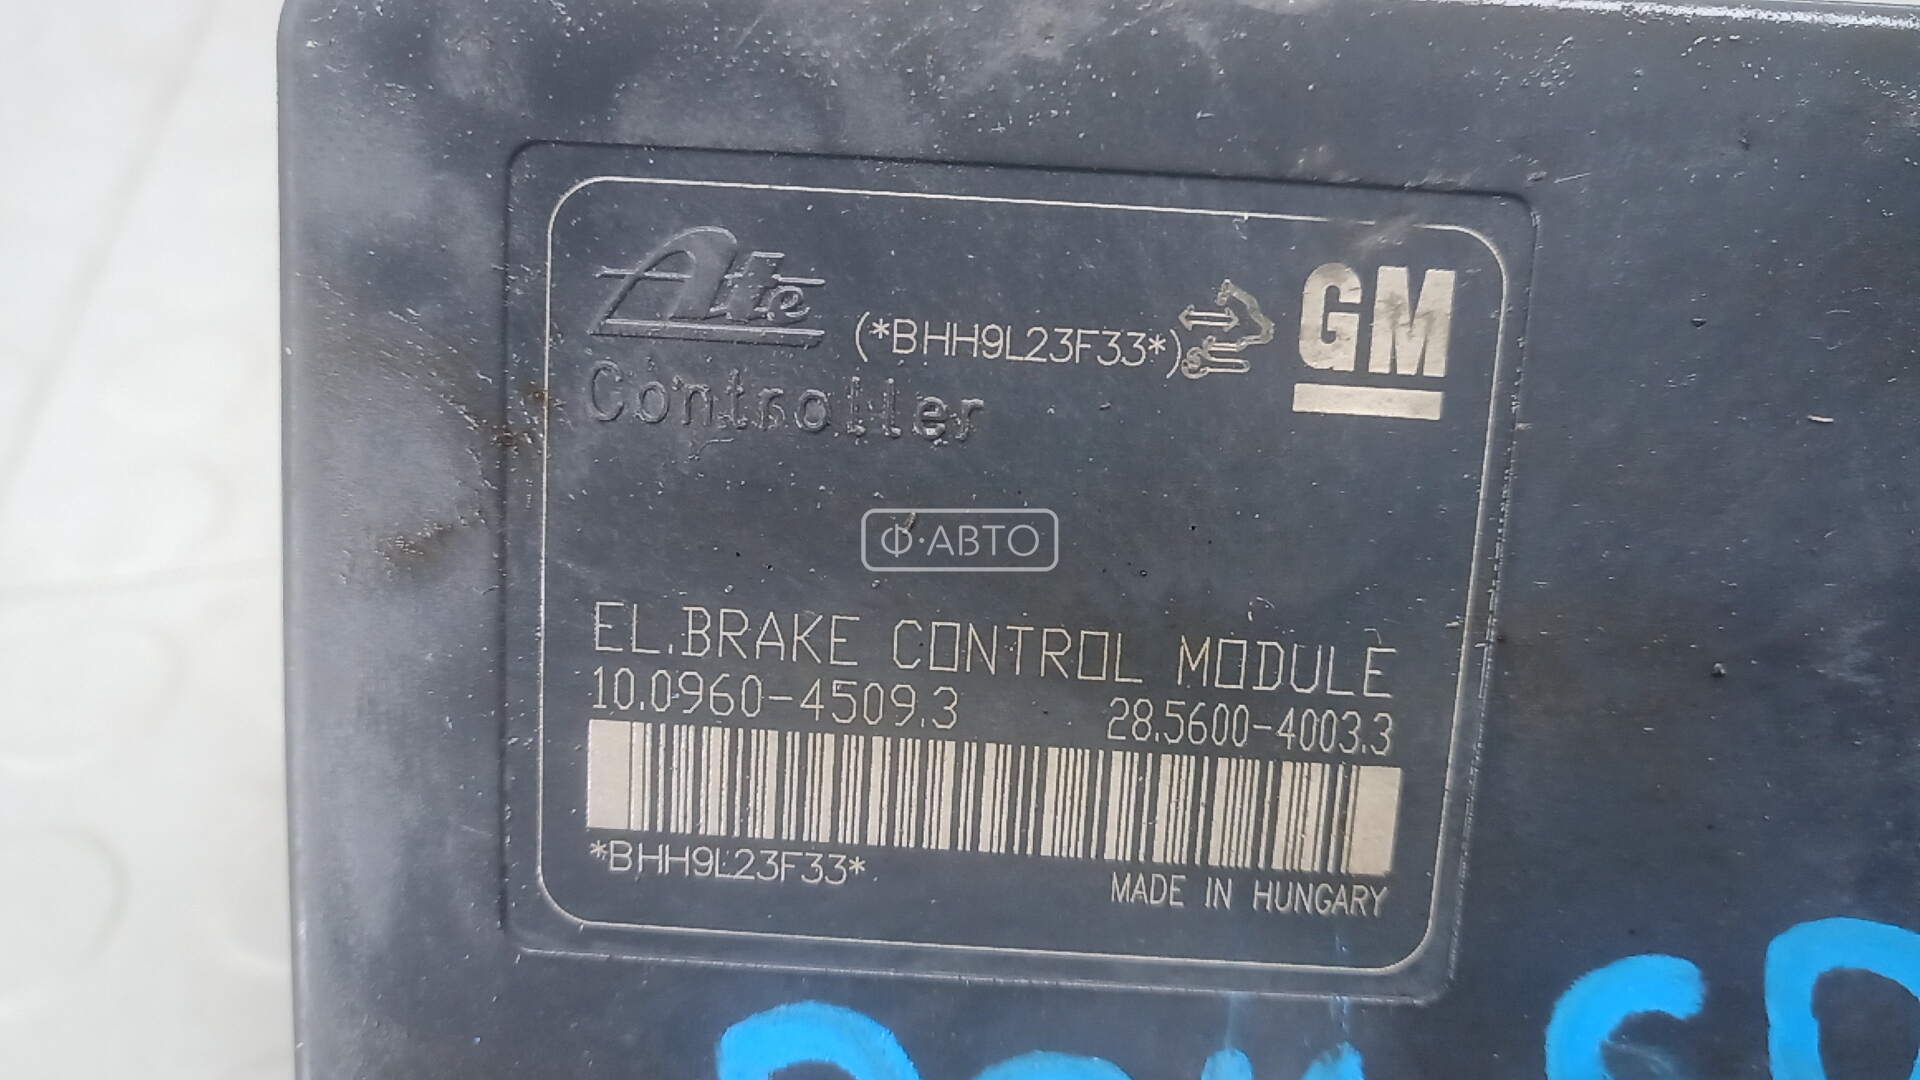 Ate
(*BHH9L23F33*)
GM
Controller
Ф·АВТО
EL.BRAKE CONTROL MODULE
10.0960-4509.3 28.5600-4003.3
*BHH9L23F33*
MADE IN HUNGARY